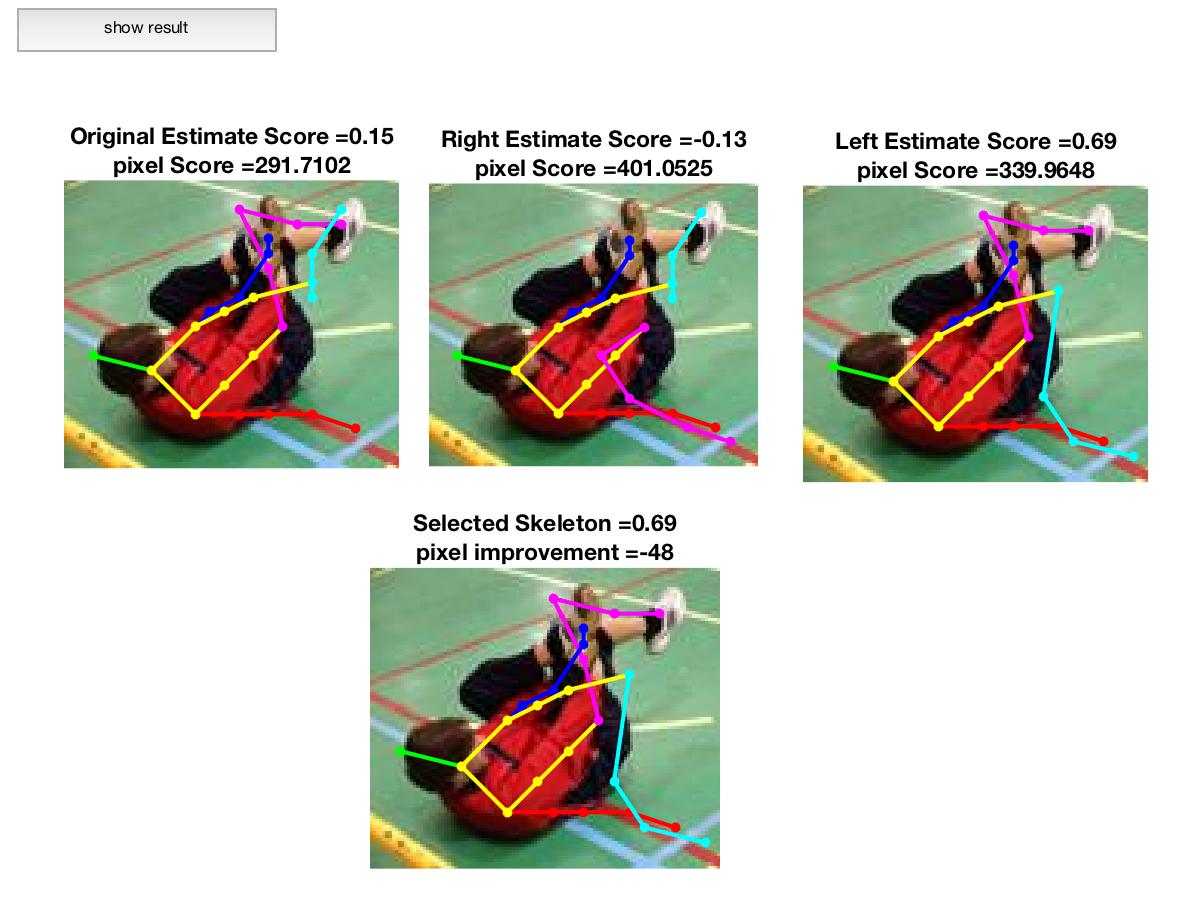 show result
Original Estimate Score =0.15
pixel Score =291.7102
Right Estimate Score =-0.13
pixel Score =401.0525
Left Estimate Score =0.69
pixel Score =339.9648
Selected Skeleton =0.69
pixel improvement =-48